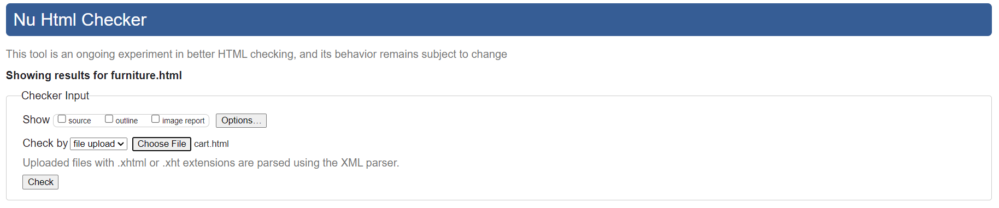 Nu Html Checker
This tool is an ongoing experiment in better HTML checking, and its behavior remains subject to change
Showing results for furniture.html
Checker Input
Show source outline image report Options…
Check by file upload Choose File cart.html
Uploaded files with .xhtml or .xht extensions are parsed using the XML parser.
Check